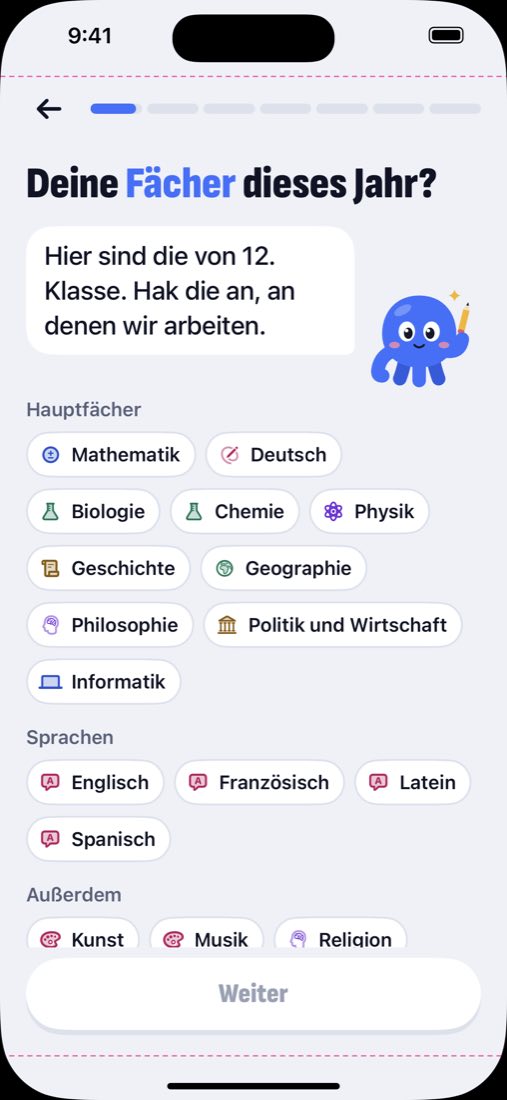 9:41
Deine Fächer dieses Jahr?
Hier sind die von 12.
Klasse. Hak die an, an
denen wir arbeiten.
Hauptfächer
Mathematik Deutsch
Biologie Chemie Physik
Geschichte Geographie
Philosophie Politik und Wirtschaft
Informatik
Sprachen
Englisch Französisch Latein
Spanisch
Außerdem
Kunst Musik Religion
Weiter